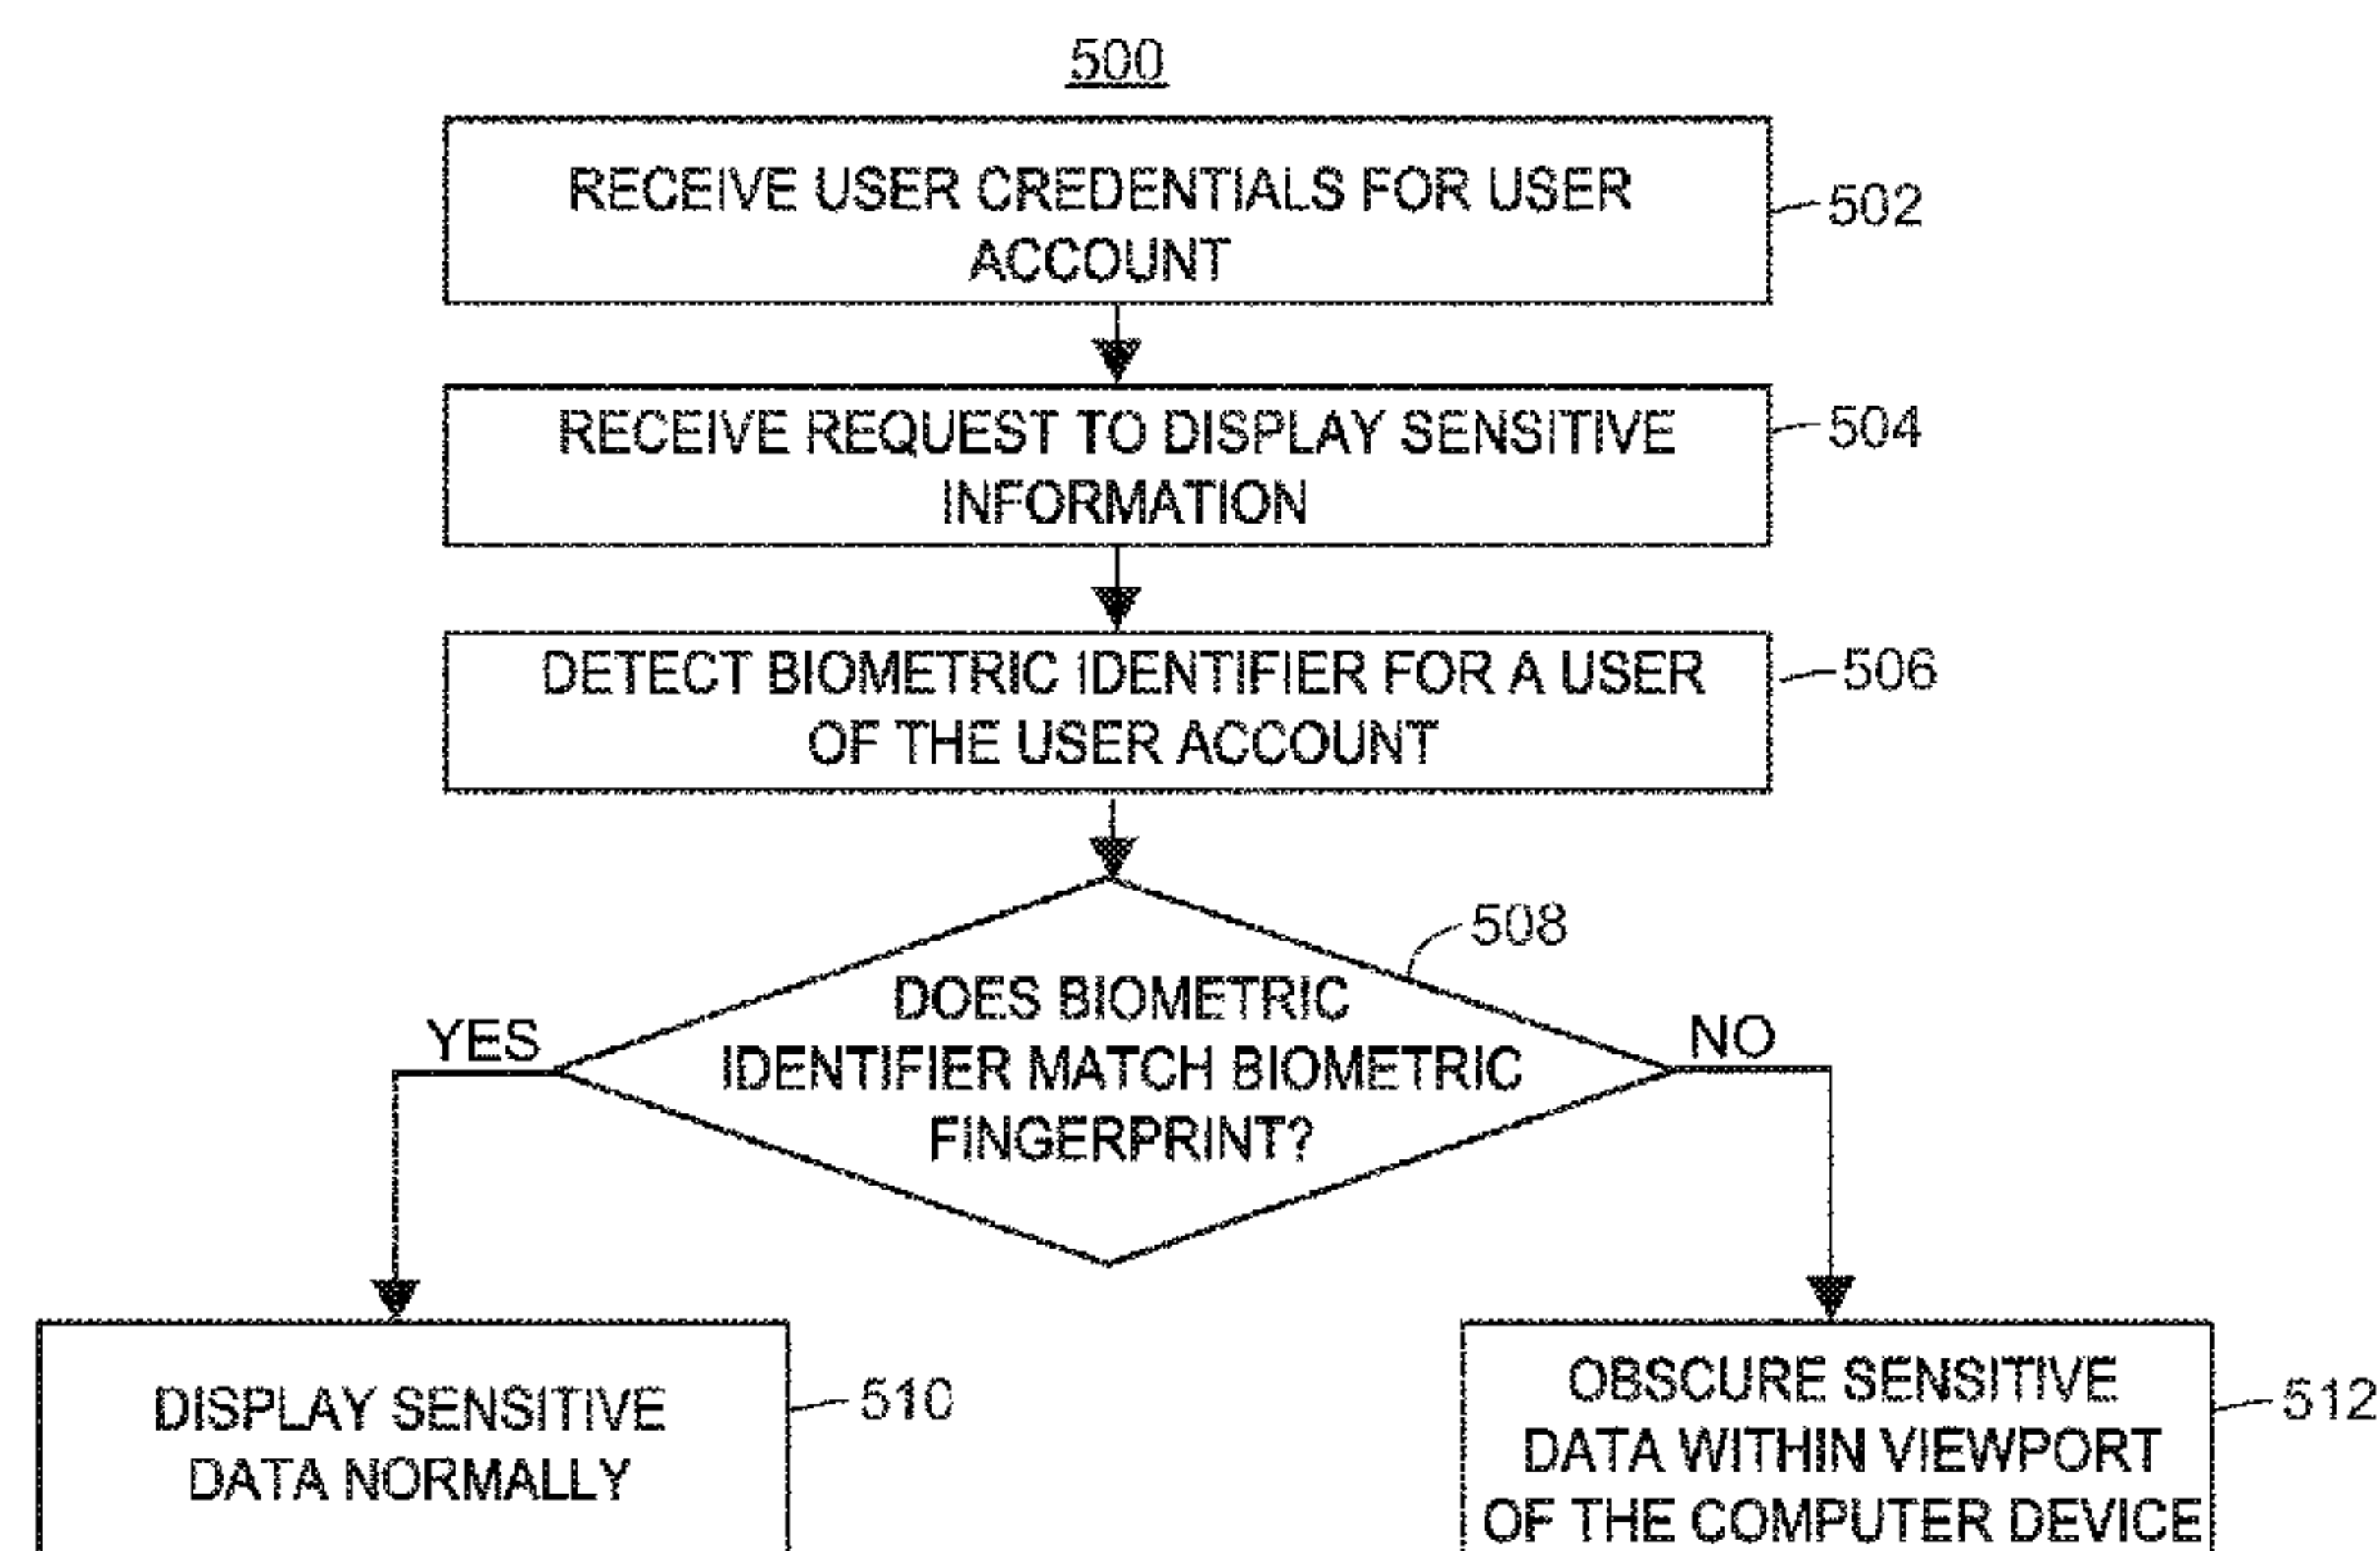 500
RECEIVE USER CREDENTIALS FOR USER
ACCOUNT
502
RECEIVE REQUEST TO DISPLAY SENSITIVE
INFORMATION
504
DETECT BIOMETRIC IDENTIFIER FOR A USER
OF THE USER ACCOUNT
506
508
DOES BIOMETRIC
IDENTIFIER MATCH BIOMETRIC
FINGERPRINT?
YES
NO
DISPLAY SENSITIVE
DATA NORMALLY
510
OBSCURE SENSITIVE
DATA WITHIN VIEWPORT
OF THE COMPUTER DEVICE
512